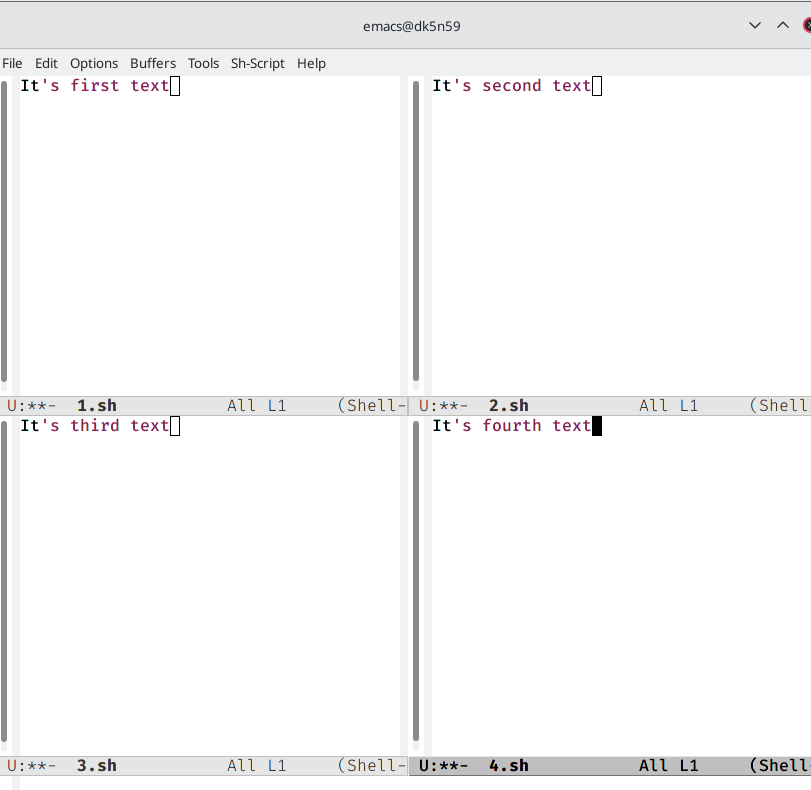 emacs@dk5n59
File Edit Options Buffers Tools Sh-Script Help
It's first text
It's second text
U:**- 1.sh All L1 (Shell-
U:**- 2.sh All L1 (Shell
It's third text
It's fourth text
U:**- 3.sh All L1 (Shell-
U:**- 4.sh All L1 (Shell